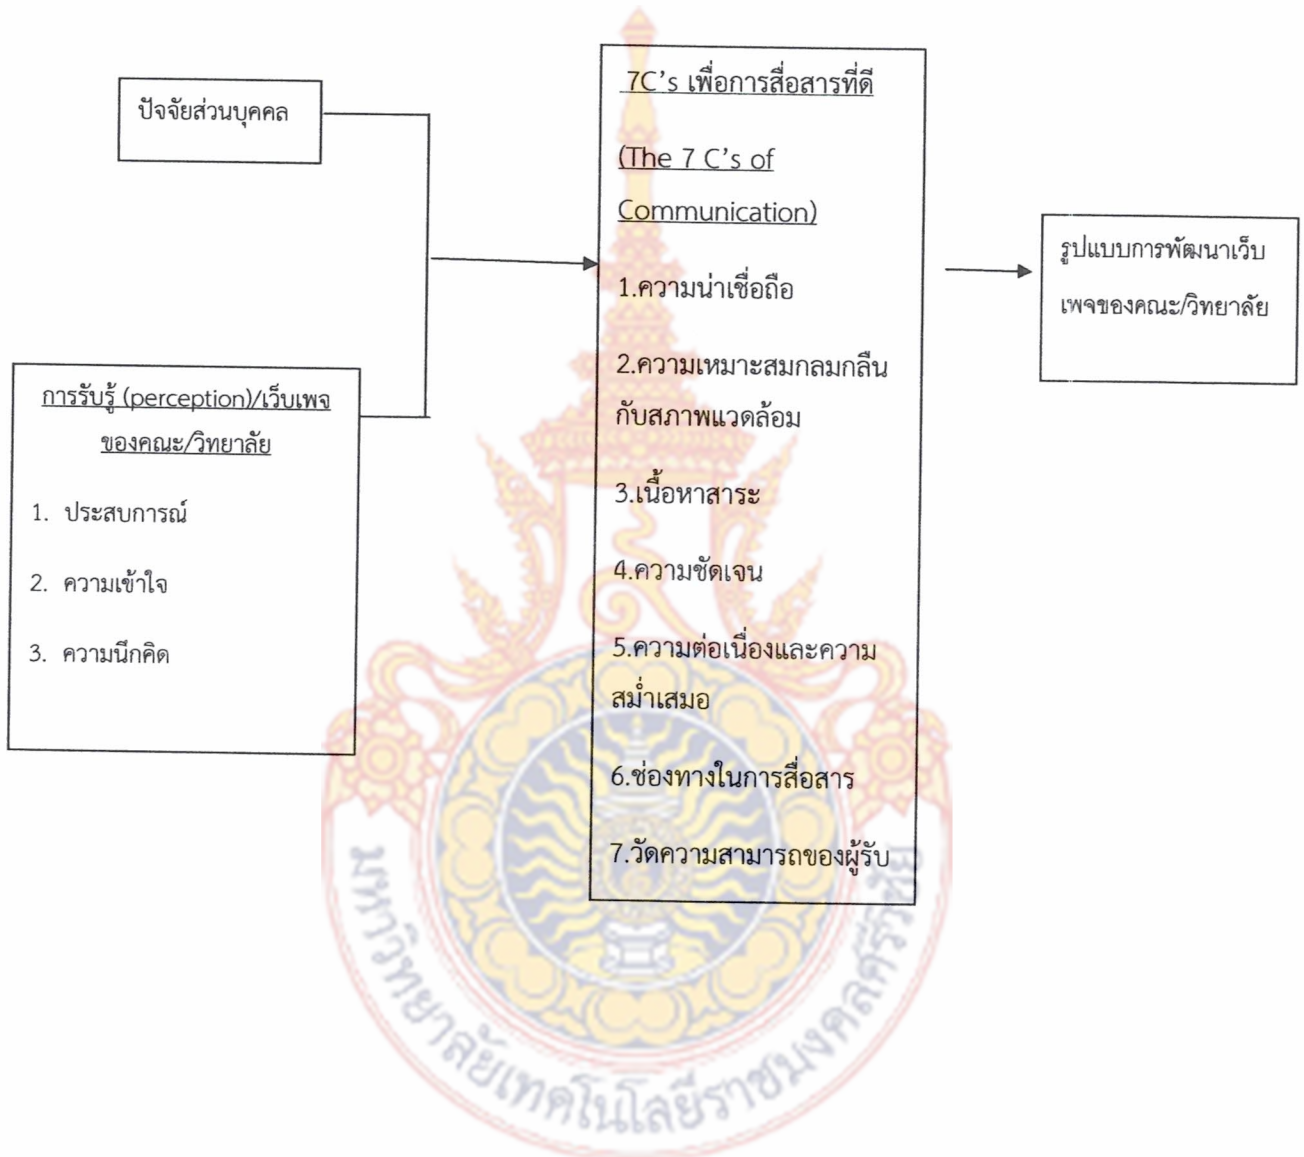 ปัจจัยส่วนบุคคล
การรับรู้ (perception)/เว็บเพจ
ของคณะ/วิทยาลัย
1. ประสบการณ์
2. ความเข้าใจ
3. ความนึกคิด
7C's เพื่อการสื่อสารที่ดี
(The 7 C's of
Communication)
1.ความน่าเชื่อถือ
2.ความเหมาะสมกลมกลืน
กับสภาพแวดล้อม
3.เนื้อหาสาระ
4.ความชัดเจน
5.ความต่อเนื่องและความ
สม่ำเสมอ
6.ช่องทางในการสื่อสาร
7.วัดความสามารถของผู้รับ
รูปแบบการพัฒนาเว็บ
เพจของคณะ/วิทยาลัย
มหาวิทยาลัยเทคโนโลยีราชมงคลศรีวิชัย